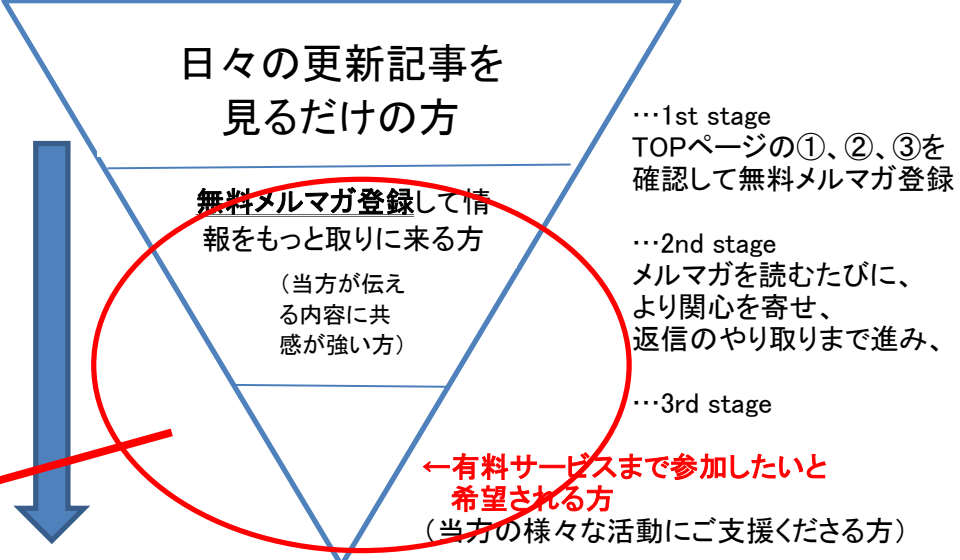 日々の更新記事を
見るだけの方
無料メルマガ登録して情
報をもっと取りに来る方
（当方が伝え
る内容に共
感が強い方）
…1st stage
TOPページの①、②、③を
確認して無料メルマガ登録
…2nd stage
メルマガを読むたびに、
より関心を寄せ、
返信のやり取りまで進み、
…3rd stage
←有料サービスまで参加したいと
希望される方
（当方の様々な活動にご支援くださる方）